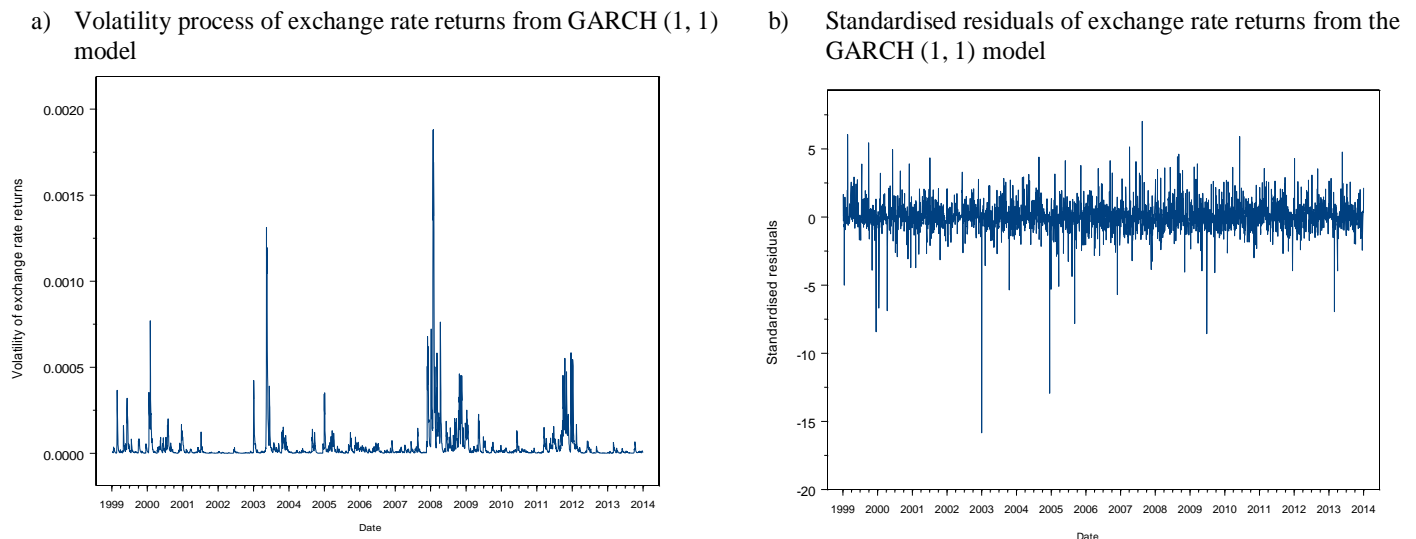 a) Volatility process of exchange rate returns from GARCH (1, 1)
model
Volatility of exchange rate returns
0.0020
0.0015
0.0010
0.0005
0.0000
1999 2000 2001 2002 2003 2004 2005 2006 2007 2008 2009 2010 2011 2012 2013 2014
Date
b) Standardised residuals of exchange rate returns from the
GARCH (1, 1) model
Standardised residuals
5
0
-5
-10
-15
-20
1999 2000 2001 2002 2003 2004 2005 2006 2007 2008 2009 2010 2011 2012 2013 2014
Date